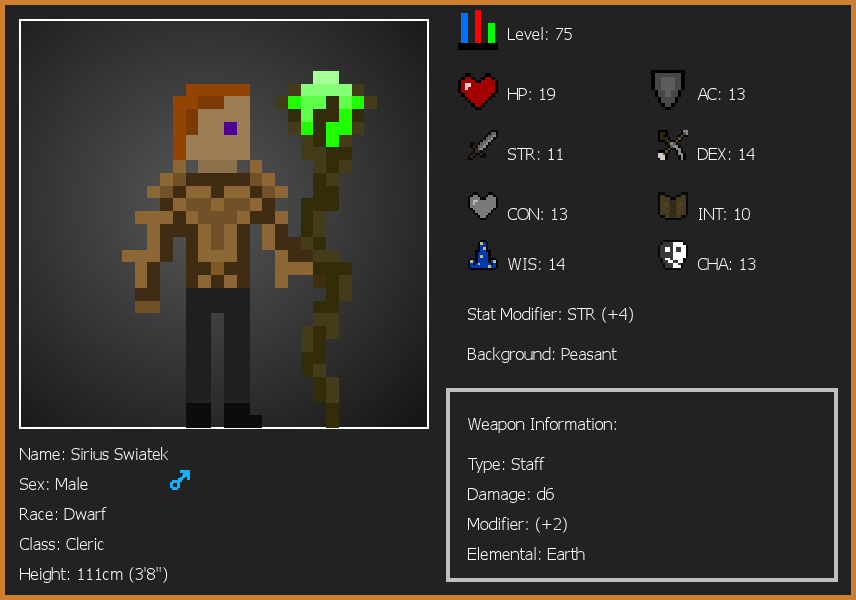 Level: 75
HP: 19
AC: 13
STR: 11
DEX: 14
CON: 13
INT: 10
WIS: 14
CHA: 13
Stat Modifier: STR (+4)
Background: Peasant
Weapon Information:
Type: Staff
Damage: d6
Modifier: (+2)
Elemental: Earth
Name: Sirius Swiatek
Sex: Male
Race: Dwarf
Class: Cleric
Height: 111cm (3'8")